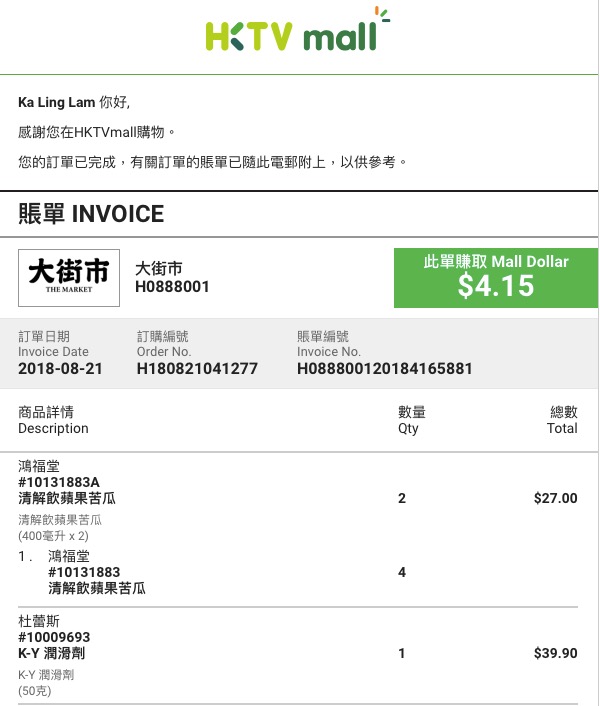 HKTV mall
Ka Ling Lam 你好,
感謝您在HKTVmall購物。
您的訂單已完成，有關訂單的賬單已隨此電郵附上，以供參考。
賬單 INVOICE
大街市
THE MARKET
大街市
H0888001
此單賺取 Mall Dollar
$4.15
訂單日期 訂購編號 賬單編號
Invoice Date Order No. Invoice No.
2018-08-21 H180821041277 H088800120184165881
商品詳情 數量 總數
Description Qty Total
鴻福堂
#10131883A
清解飲蘋果苦瓜 2 $27.00
清解飲蘋果苦瓜
(400毫升 x 2)
1. 鴻福堂
#10131883 4
清解飲蘋果苦瓜
杜蕾斯
#10009693
K-Y 潤滑劑 1 $39.90
K-Y 潤滑劑
(50克)